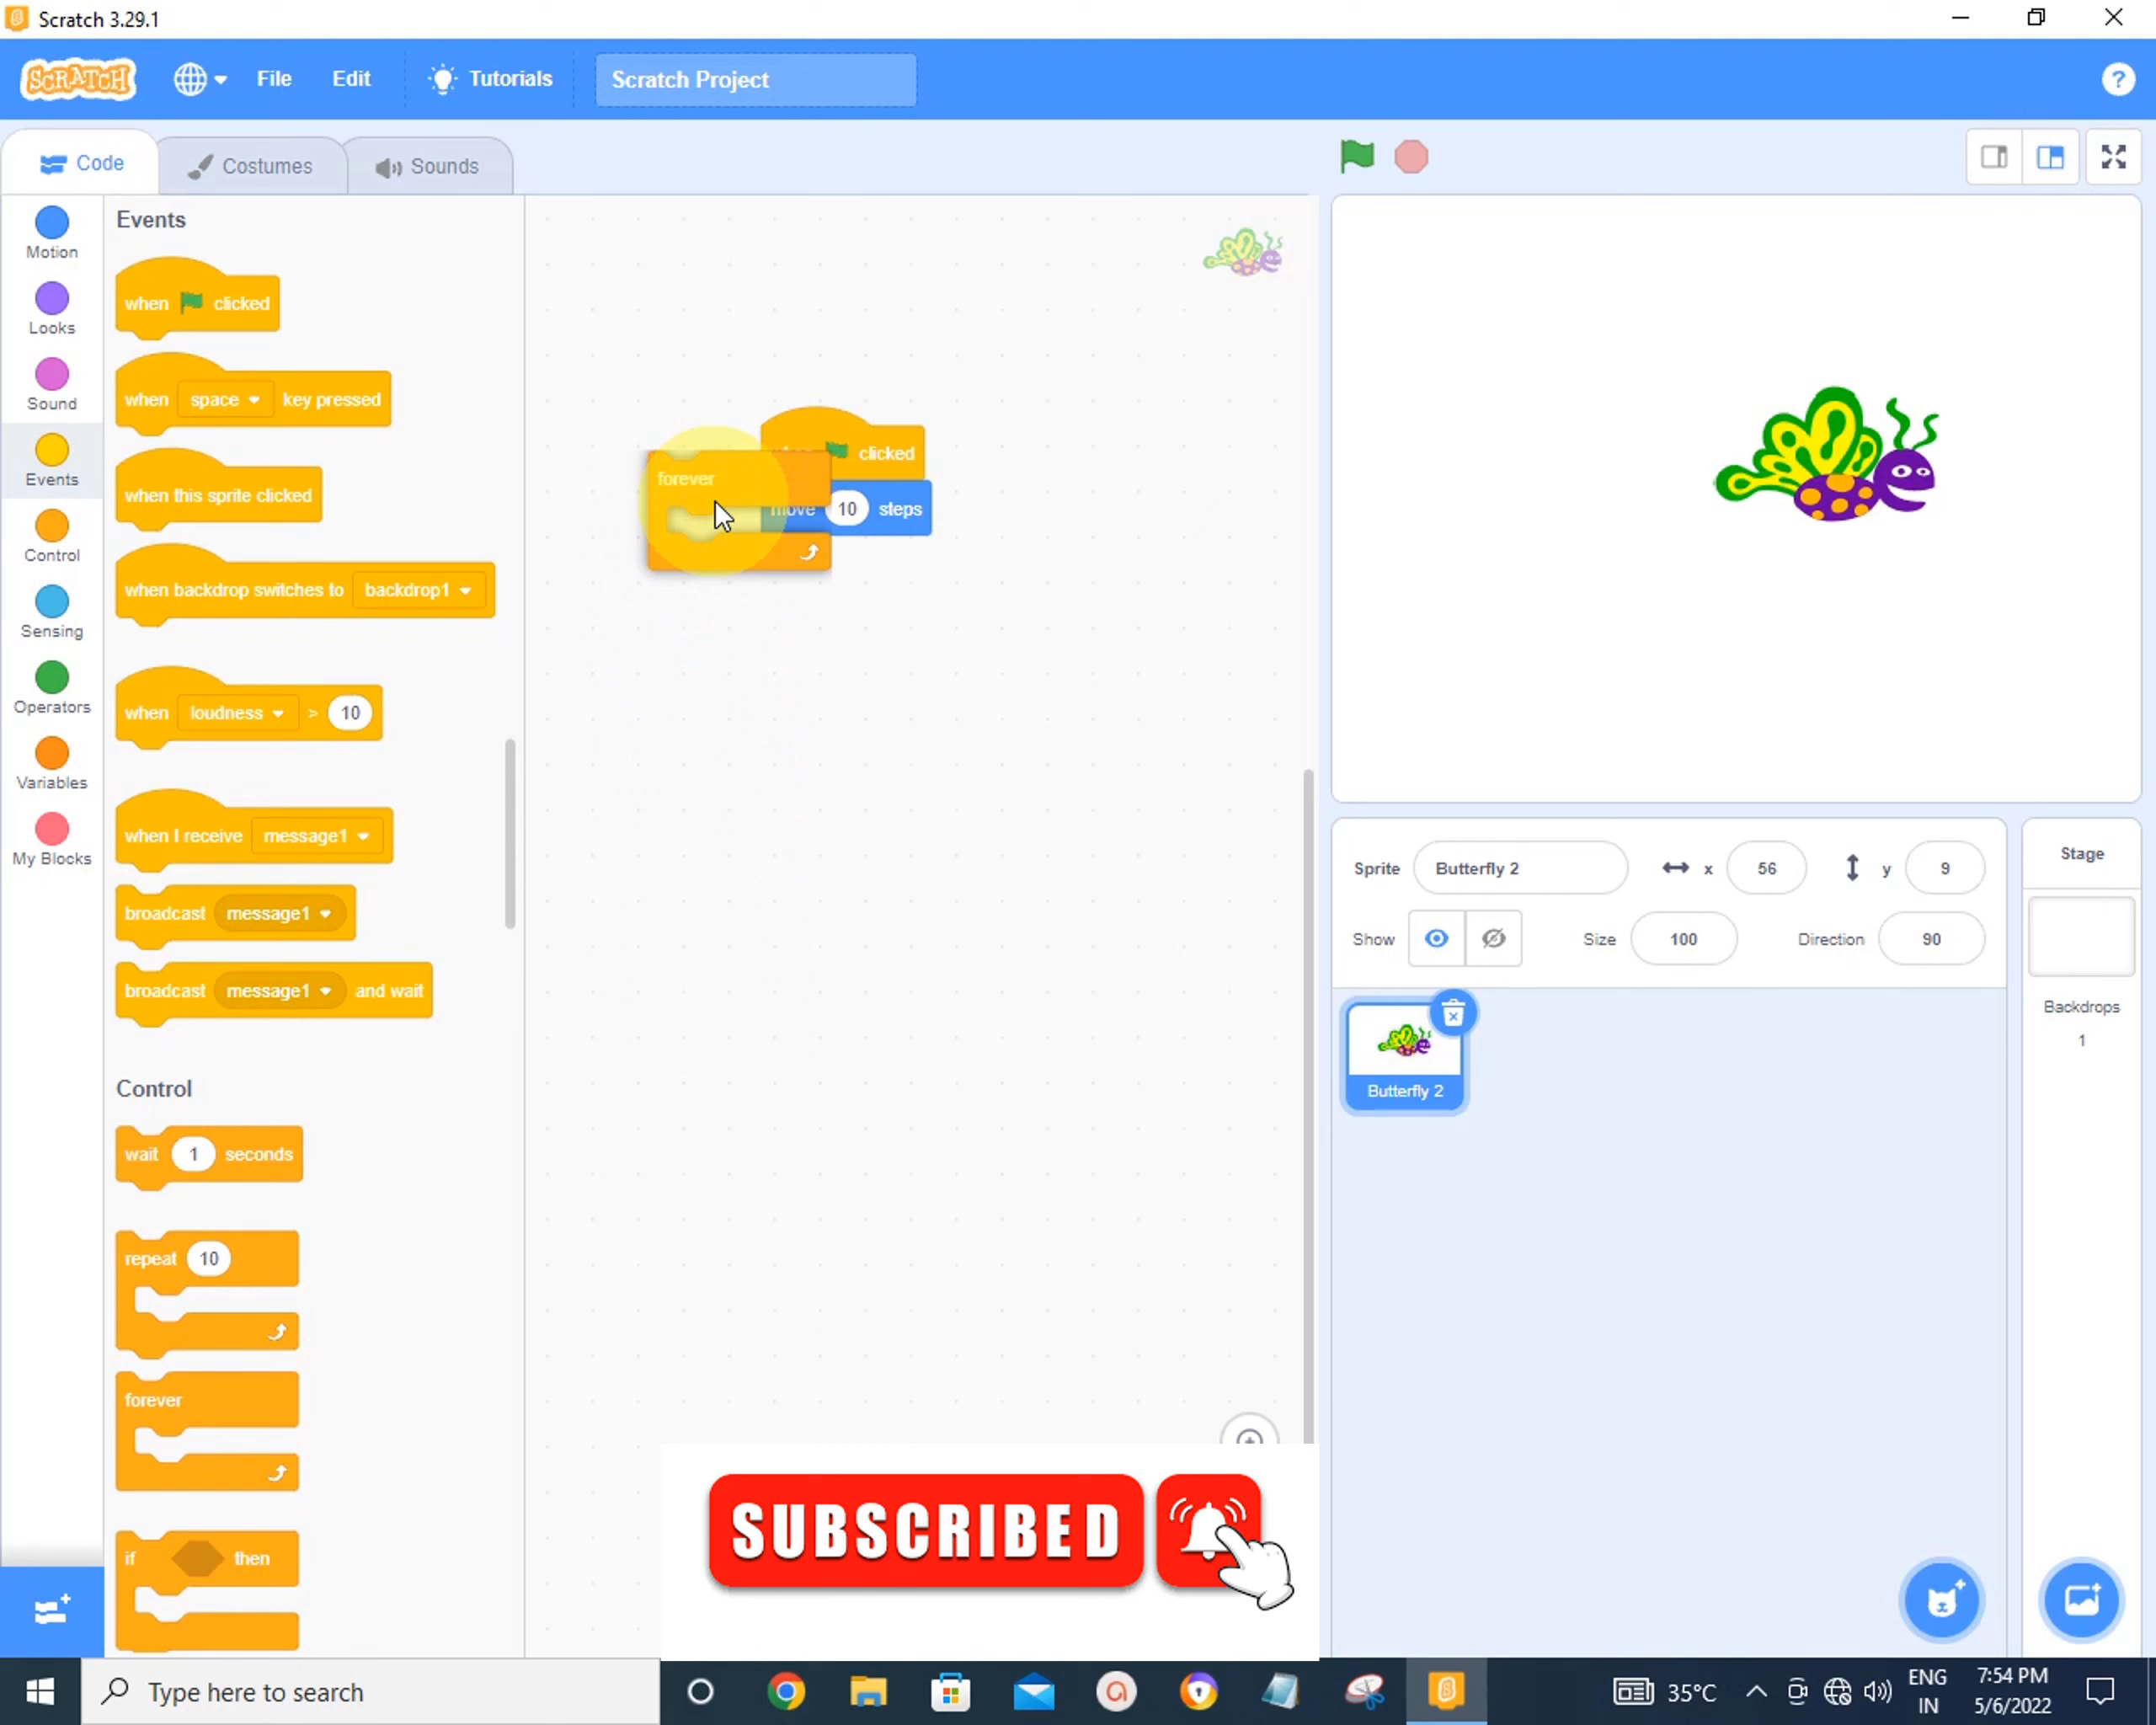 Scratch 3.29.1
SCRATCH
File
Edit
Tutorials
Scratch Project
?
Code
Costumes
Sounds
Motion
Looks
Sound
Events
Control
Sensing
Operators
Variables
My Blocks
Events
when clicked
when space key pressed
when this sprite clicked
when backdrop switches to backdrop1
when loudness > 10
when I receive message1
broadcast message1
broadcast message1 and wait
Control
wait 1 seconds
repeat 10
forever
if then
clicked
forever
move 10 steps
Sprite Butterfly 2 x 56 y 9
Show Size 100 Direction 90
Butterfly 2
Stage
Backdrops
1
SUBSCRIBED
Type here to search
35°C
ENG
IN
7:54 PM
5/6/2022